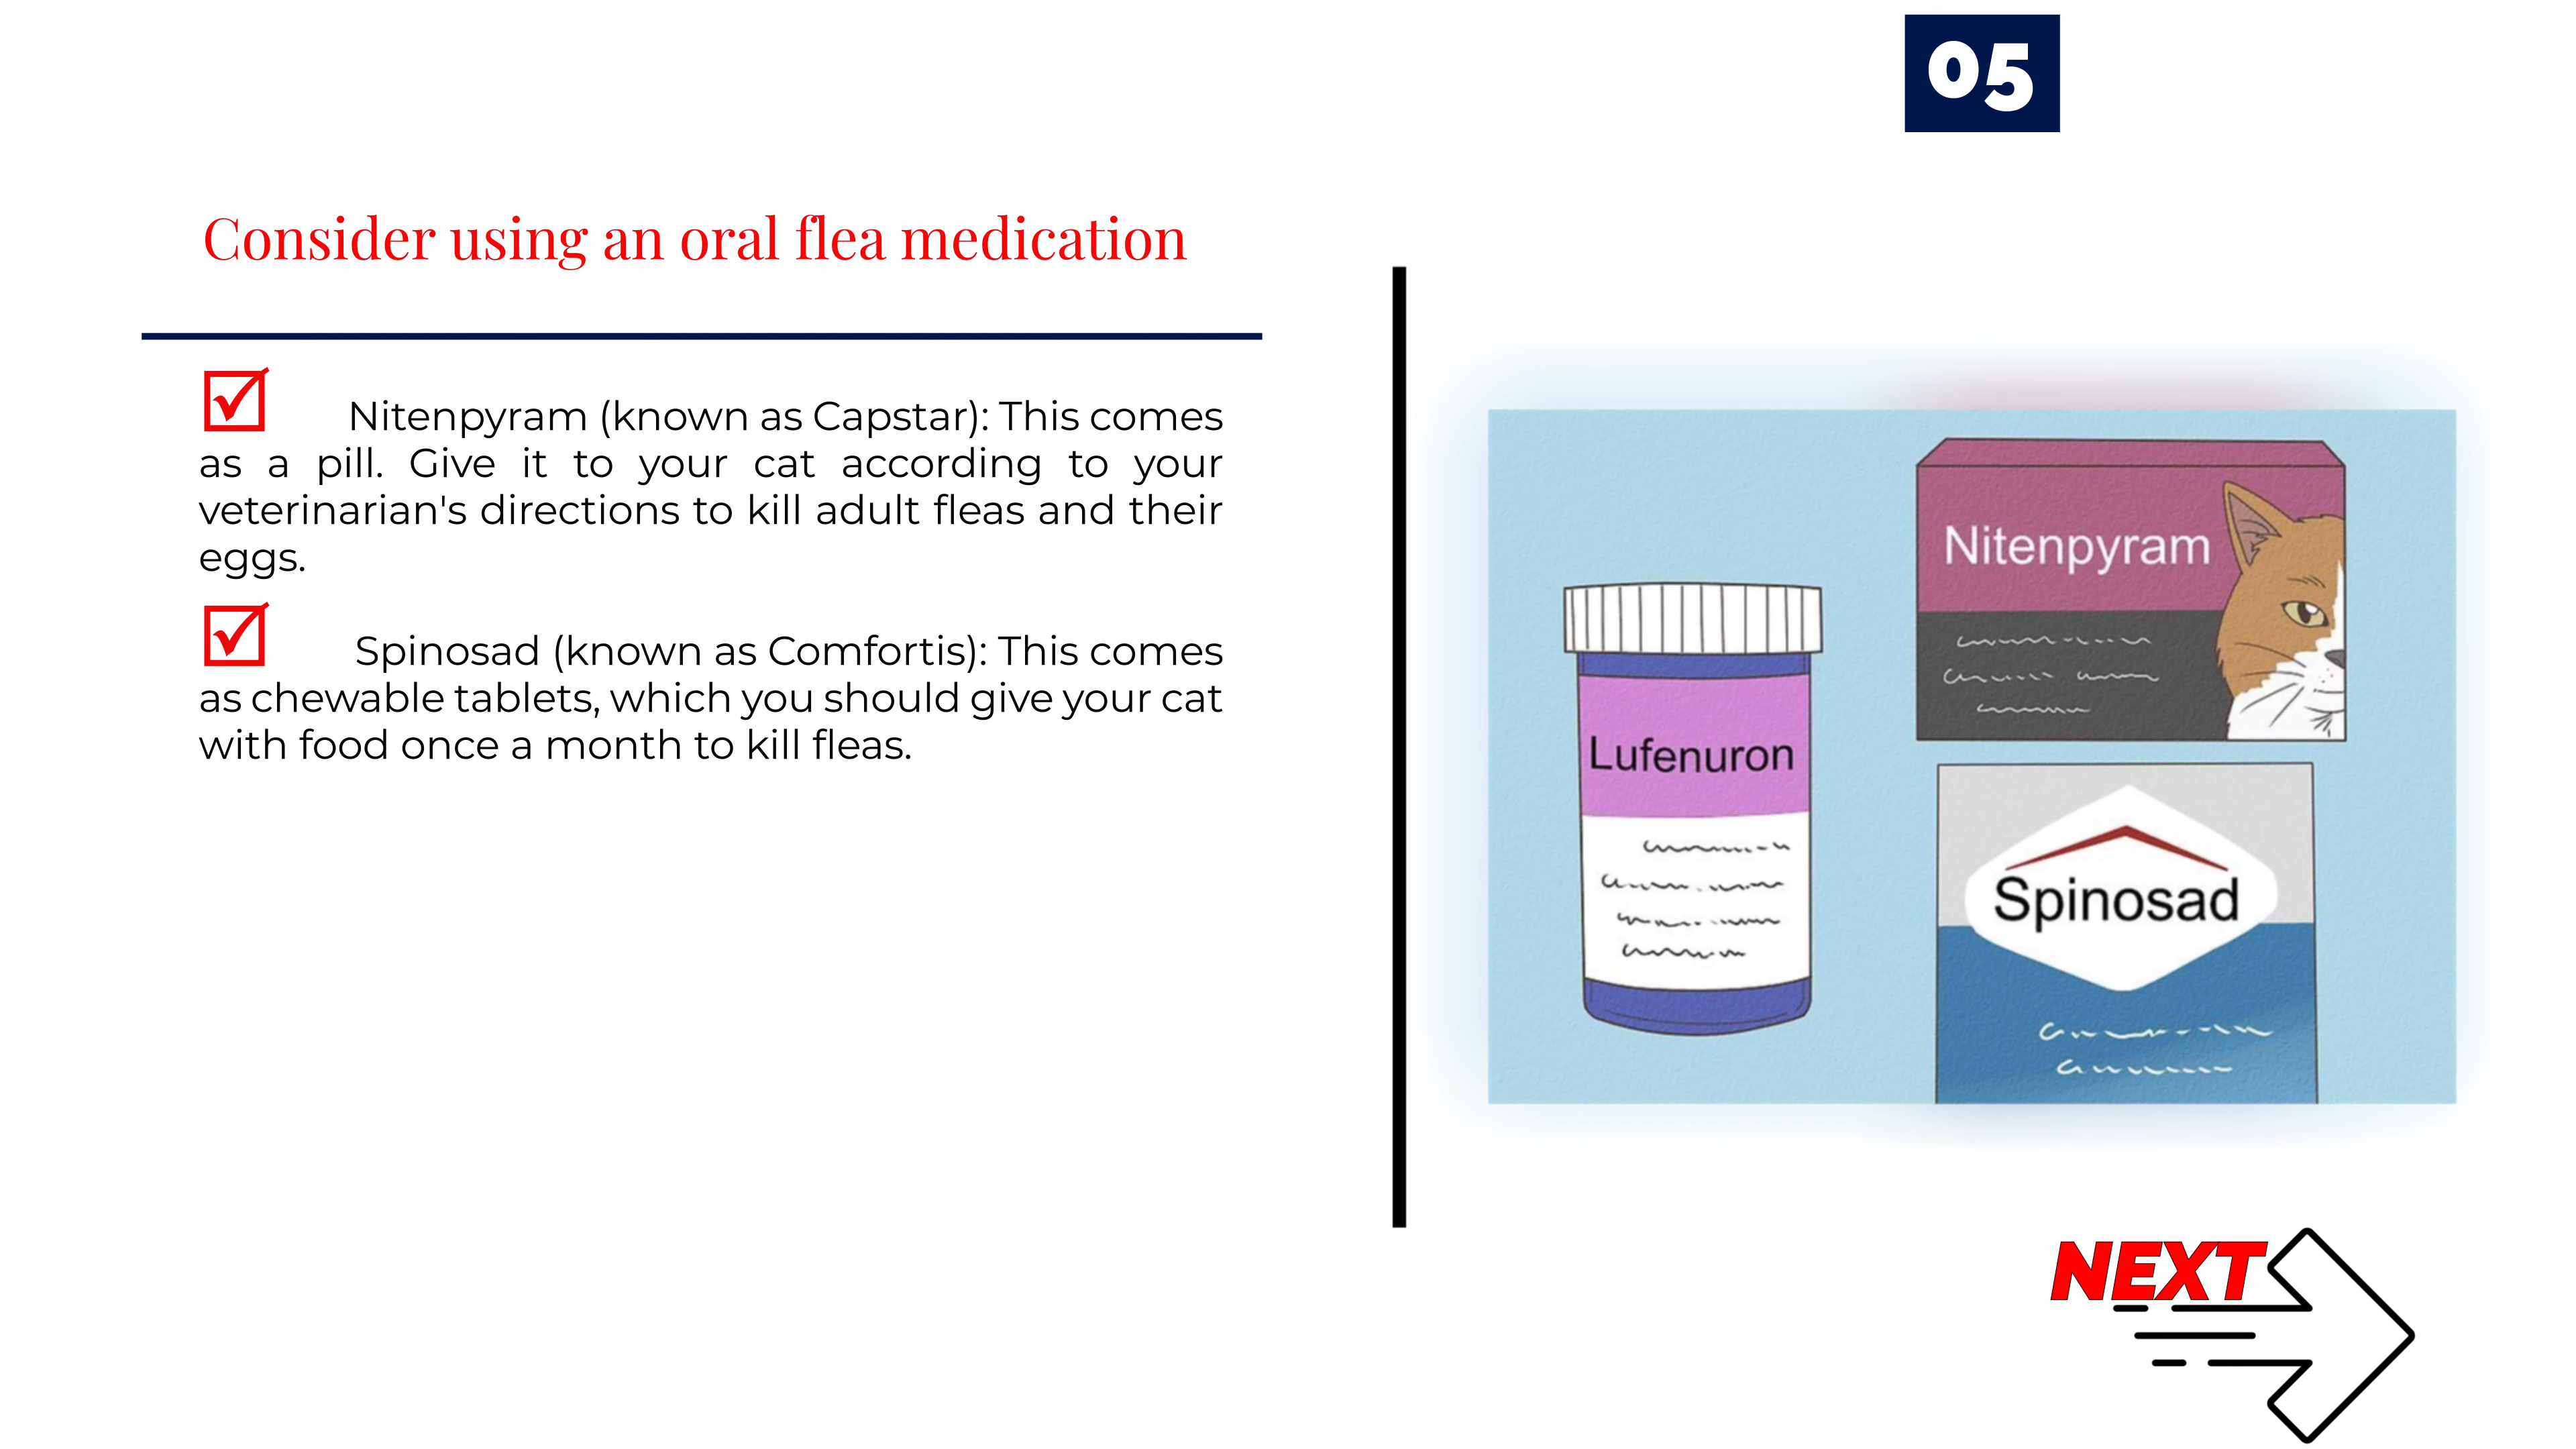 05
Consider using an oral flea medication
Nitenpyram (known as Capstar): This comes
as a pill. Give it to your cat according to your
veterinarian's directions to kill adult fleas and their
eggs.
Spinosad (known as Comfortis): This comes
as chewable tablets, which you should give your cat
with food once a month to kill fleas.
Nitenpyram
Lufenuron
Spinosad
NEXT